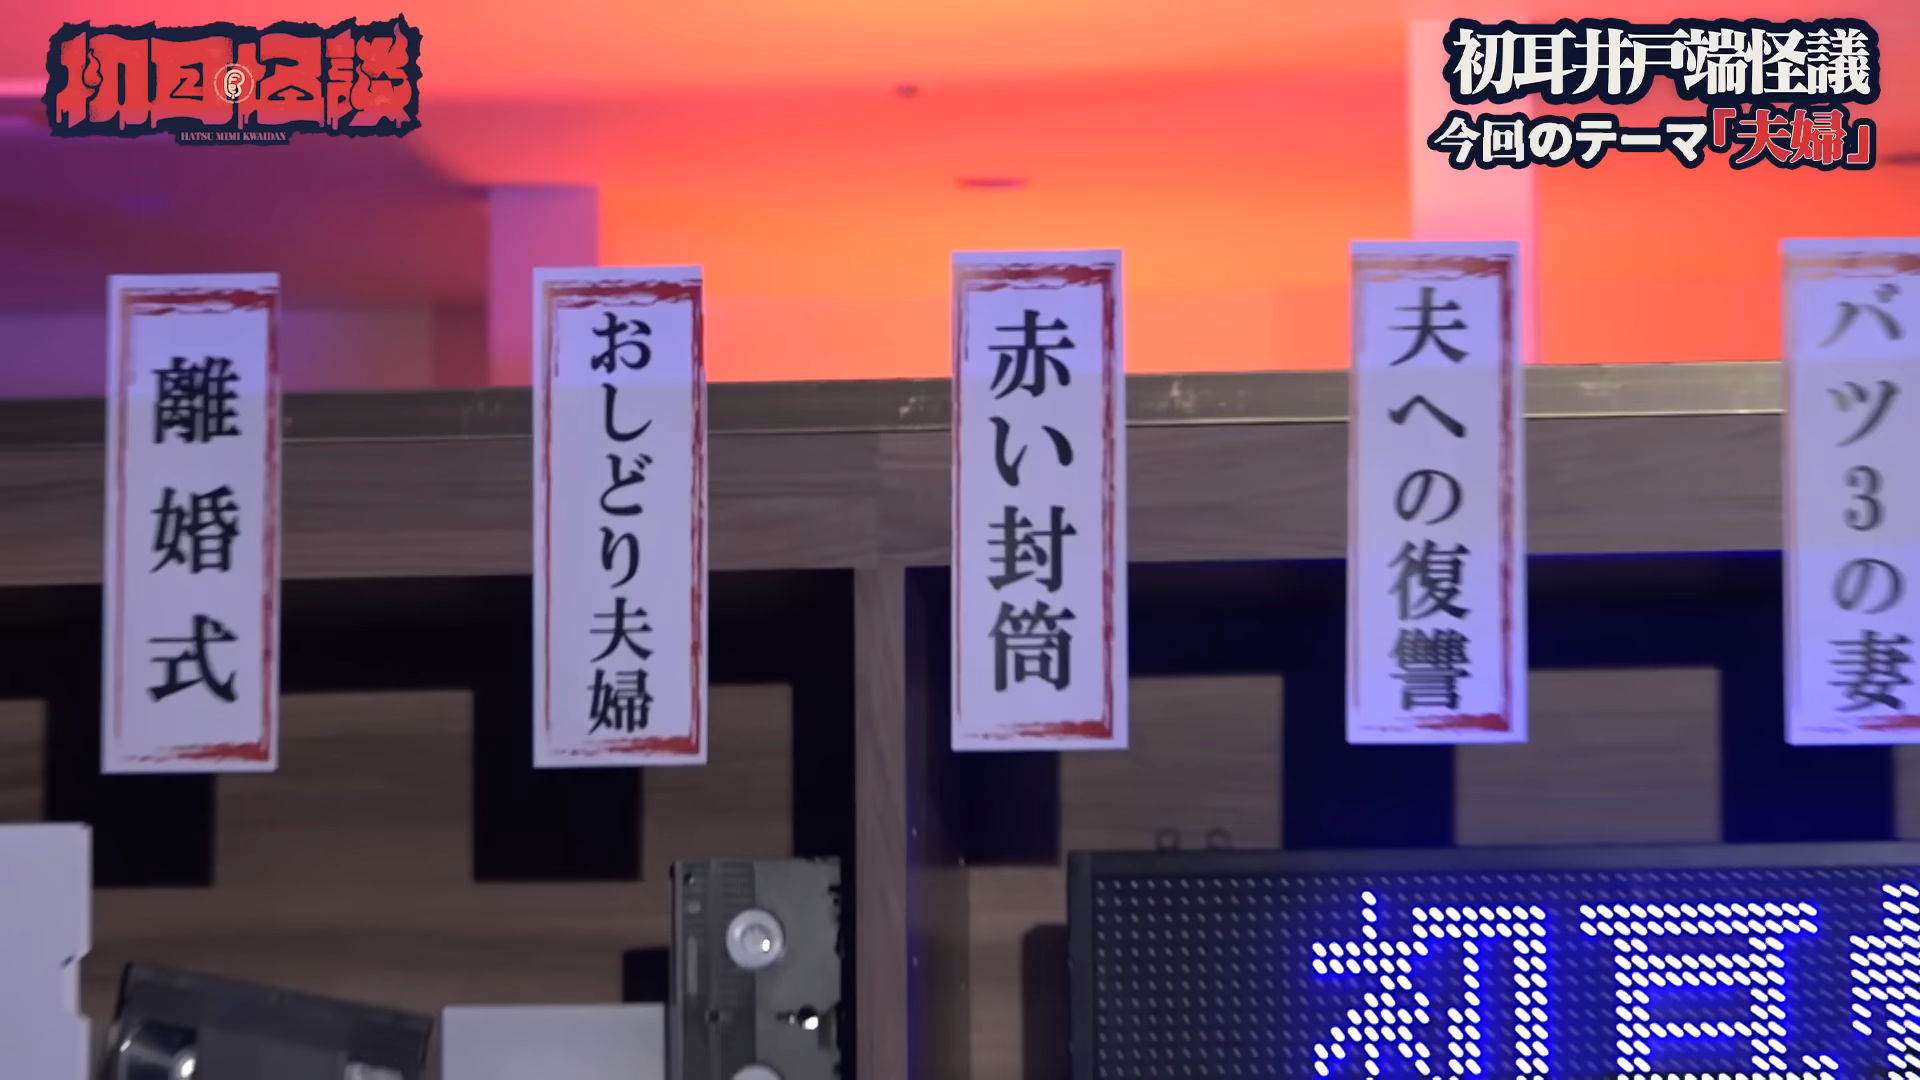 初耳怪談
HATSU MIMI KWAIDAN
初耳井戸端怪議
今回のテーマ「夫婦」
離婚式
おしどり夫婦
赤い封筒
夫への復讐
バツ3の妻
初耳